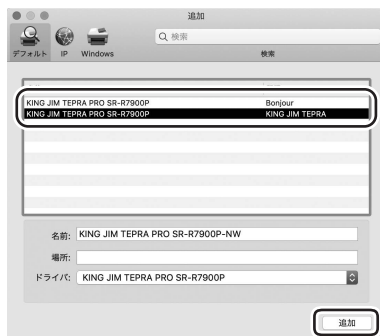 追加
検索
デフォルト IP Windows 検索
KING JIM TEPRA PRO SR-R7900P Bonjour
KING JIM TEPRA PRO SR-R7900P KING JIM TEPRA
名前: KING JIM TEPRA PRO SR-R7900P-NW
場所:
ドライバ: KING JIM TEPRA PRO SR-R7900P
追加